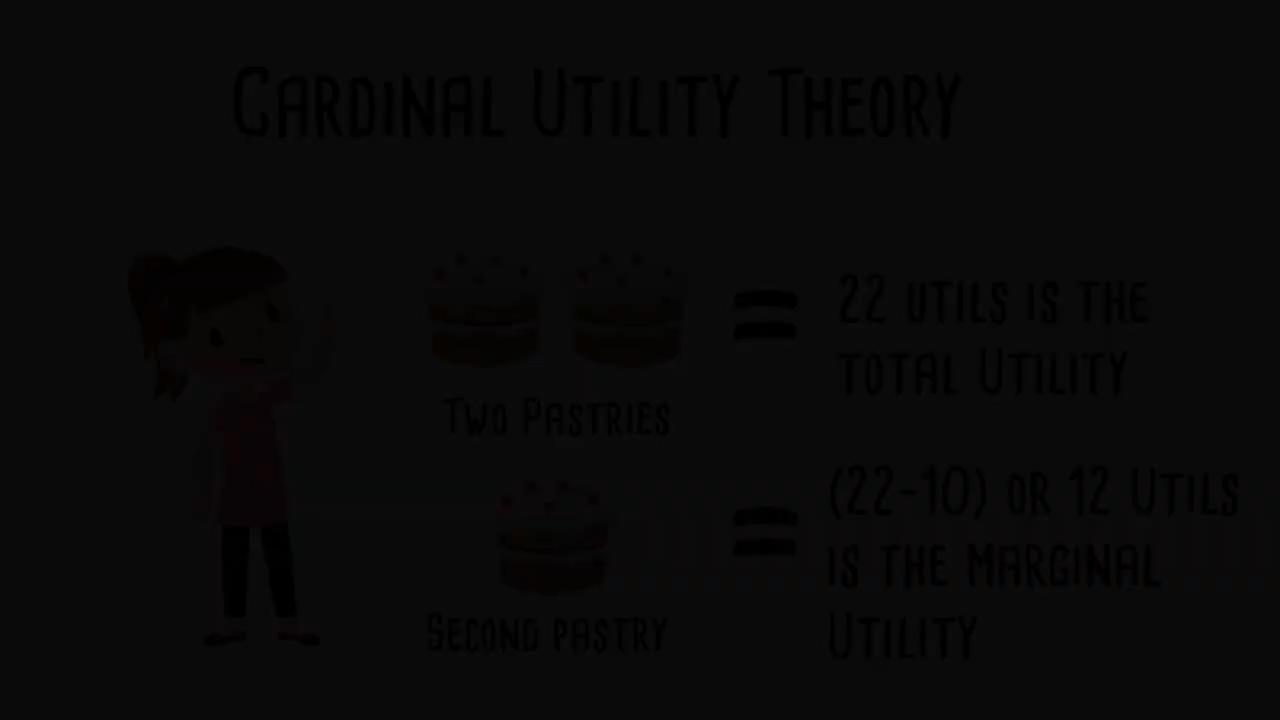 CARDINAL UTILITY THEORY
22 UTILS IS THE
TOTAL UTILITY
TWO PASTRIES
(22-10) OR 12 UTILS
IS THE MARGINAL
UTILITY
SECOND PASTRY